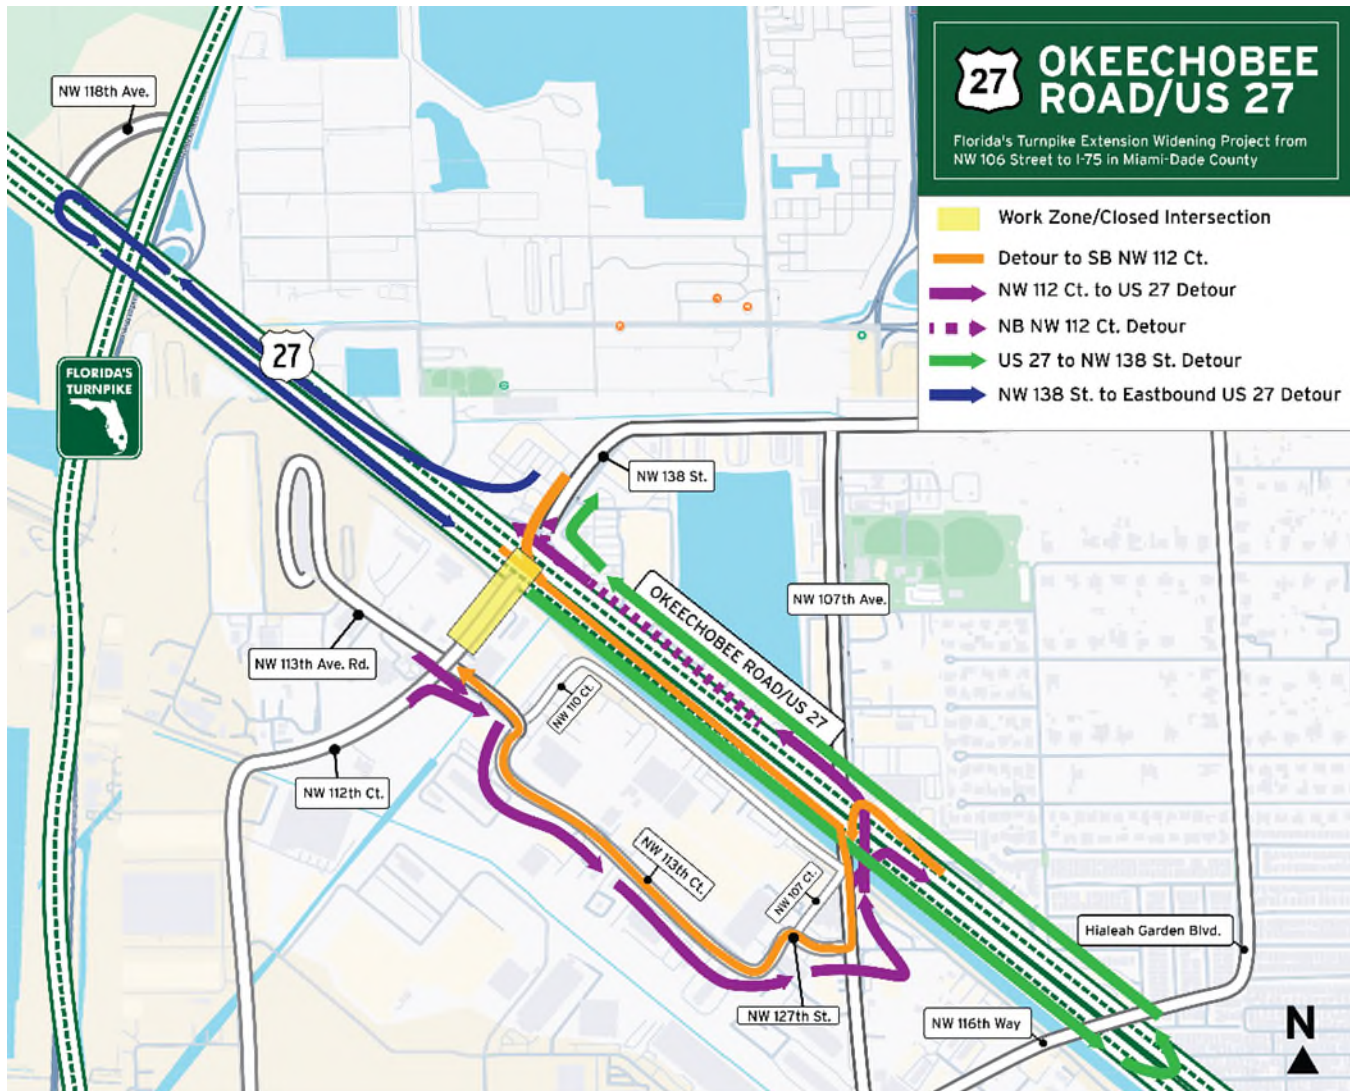 27
OKEECHOBEE
ROAD/US 27
Florida's Turnpike Extension Widening Project from
NW 106 Street to I-75 in Miami-Dade County
Work Zone/Closed Intersection
Detour to SB NW 112 Ct.
NW 112 Ct. to US 27 Detour
NB NW 112 Ct. Detour
US 27 to NW 138 St. Detour
NW 138 St. to Eastbound US 27 Detour
NW 118th Ave.
27
FLORIDA'S
TURNPIKE
NW 138 St.
NW 107th Ave.
OKEECHOBEE ROAD/US 27
NW 113th Ave. Rd.
NW 110 Ct.
NW 112th Ct.
NW 113th Ct.
NW 107 Ct.
Hialeah Garden Blvd.
NW 127th St.
NW 116th Way
N